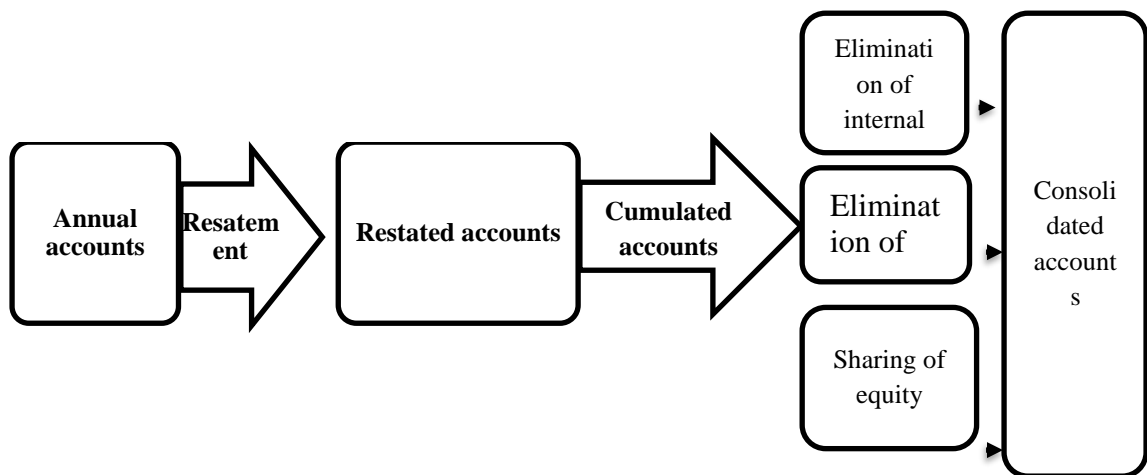 Annual
accounts
Resatem
ent
Restated accounts
Cumulated
accounts
Eliminati
on of
internal
Eliminat
ion of
Sharing of
equity
Consoli
dated
account
s